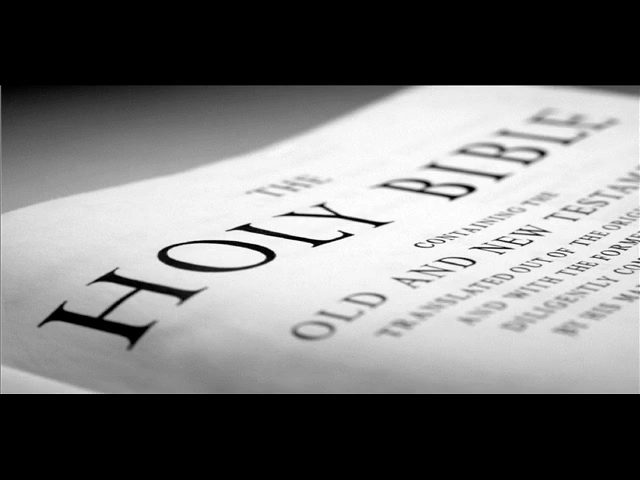 THE
HOLY BIBLE
CONTAINING THE
OLD AND NEW TESTAM
TRANSLATED OUT OF THE ORIG
AND WITH THE FORME
DILIGENTLY CO
BY HIS MA